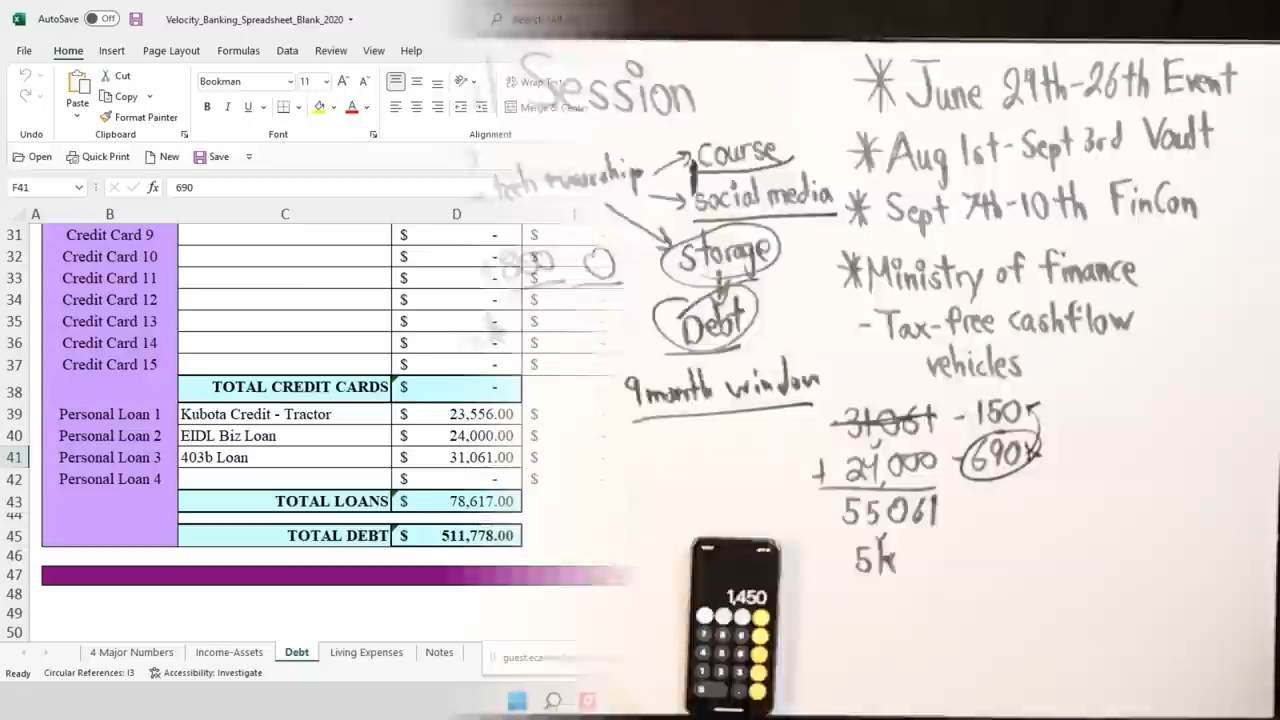 AutoSave Off Velocity_Banking_Spreadsheet_Blank_2020
File Home Insert Page Layout Formulas Data Review View Help
Paste
Cut
Copy
Format Painter
Bookman 11
B I U
Wrap
Merge & Center
Undo Clipboard Font Alignment
Open Quick Print New Save
F41 fx 690
A B C D
31 Credit Card 9 $ - $
32 Credit Card 10 $ - $
33 Credit Card 11 $ - $
34 Credit Card 12 $ - $
35 Credit Card 13 $ - $
36 Credit Card 14 $ - $
37 Credit Card 15 $ - $
38 TOTAL CREDIT CARDS $ -
39 Personal Loan 1 Kubota Credit - Tractor $ 23,556.00 $
40 Personal Loan 2 EIDL Biz Loan $ 24,000.00 $
41 Personal Loan 3 403b Loan $ 31,061.00 $
42 Personal Loan 4 $ - $
43 TOTAL LOANS $ 78,617.00
44
45 TOTAL DEBT $ 511,778.00
46
47
48
49
50
4 Major Numbers Income-Assets Debt Living Expenses Notes
Ready Circular References: I3 Accessibility: Investigate
Session
course
social media
Storage
Debt
9 month window
* June 24th-26th Event
* Aug 1st-Sept 3rd Vault
* Sept 7th-10th FinCon
* Ministry of finance
- Tax-free cashflow
vehicles
31061 - 150
+ 24,000 - 690
55061
5k
1,450